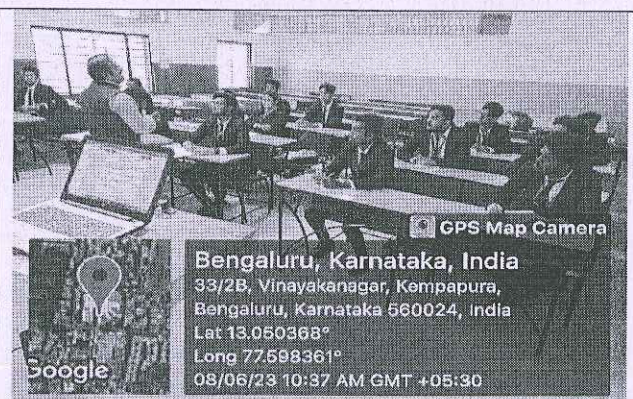 GPS Map Camera
Bengaluru, Karnataka, India
33/2B, Vinayakanagar, Kempapura,
Bengaluru, Karnataka 560024, India
Lat 13.050368°
Long 77.598361°
08/06/23 10:37 AM GMT +05:30
Google